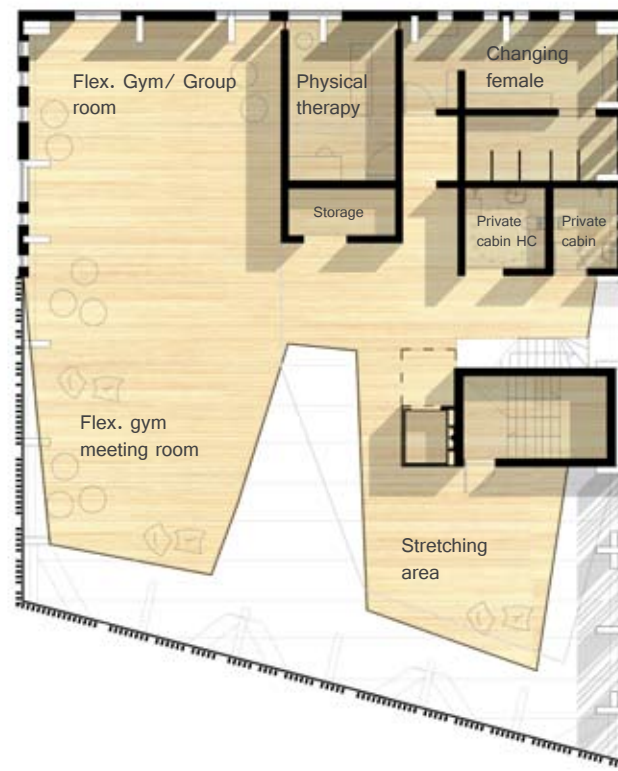 Flex. Gym/ Group
room
Physical
therapy
Changing
female
Storage
Private
cabin HC
Private
cabin
Flex. gym
meeting room
Stretching
area